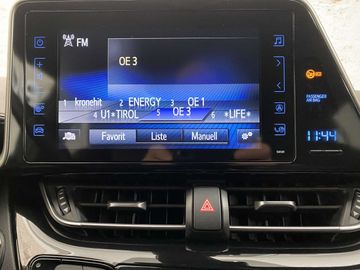 FM
OE 3
1 kronehit 2 ENERGY 3 OE 1
4 U1*TIROL 5 OE 3 6 *LIFE*
Favorit Liste Manuell
PASSENGER
AIRBAG
11:44